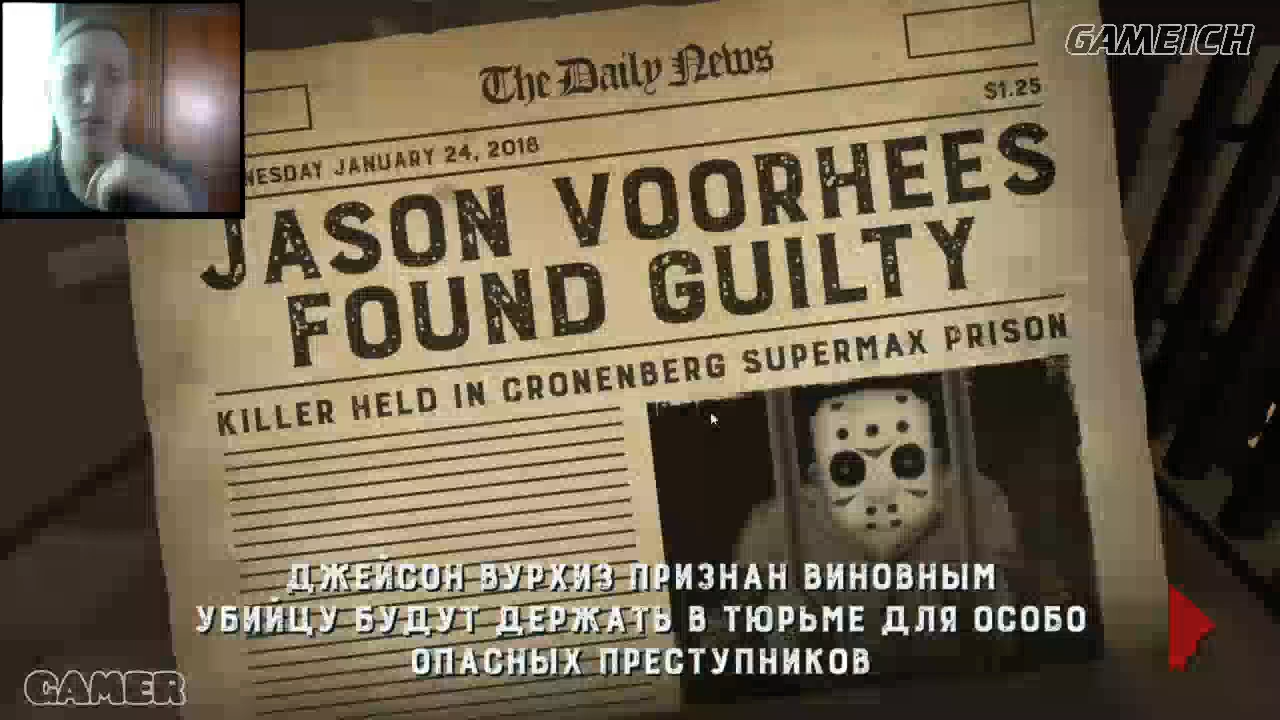 GAMEICH
The Daily News
$1.25
NESDAY JANUARY 24, 2018
JASON VOORHEES
FOUND GUILTY
KILLER HELD IN CRONENBERG SUPERMAX PRISON
ДЖЕЙСОН ВУРХИЗ ПРИЗНАН ВИНОВНЫМ
УБИЙЦУ БУДУТ ДЕРЖАТЬ В ТЮРЬМЕ ДЛЯ ОСОБО
ОПАСНЫХ ПРЕСТУПНИКОВ
GAMER